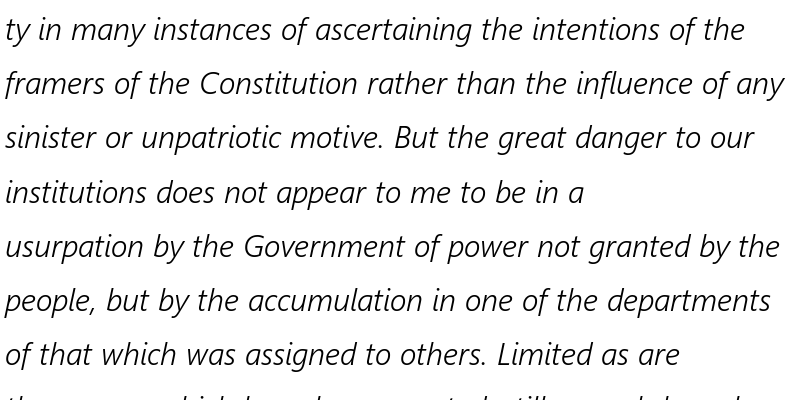 ty in many instances of ascertaining the intentions of the
framers of the Constitution rather than the influence of any
sinister or unpatriotic motive. But the great danger to our
institutions does not appear to me to be in a
usurpation by the Government of power not granted by the
people, but by the accumulation in one of the departments
of that which was assigned to others. Limited as are